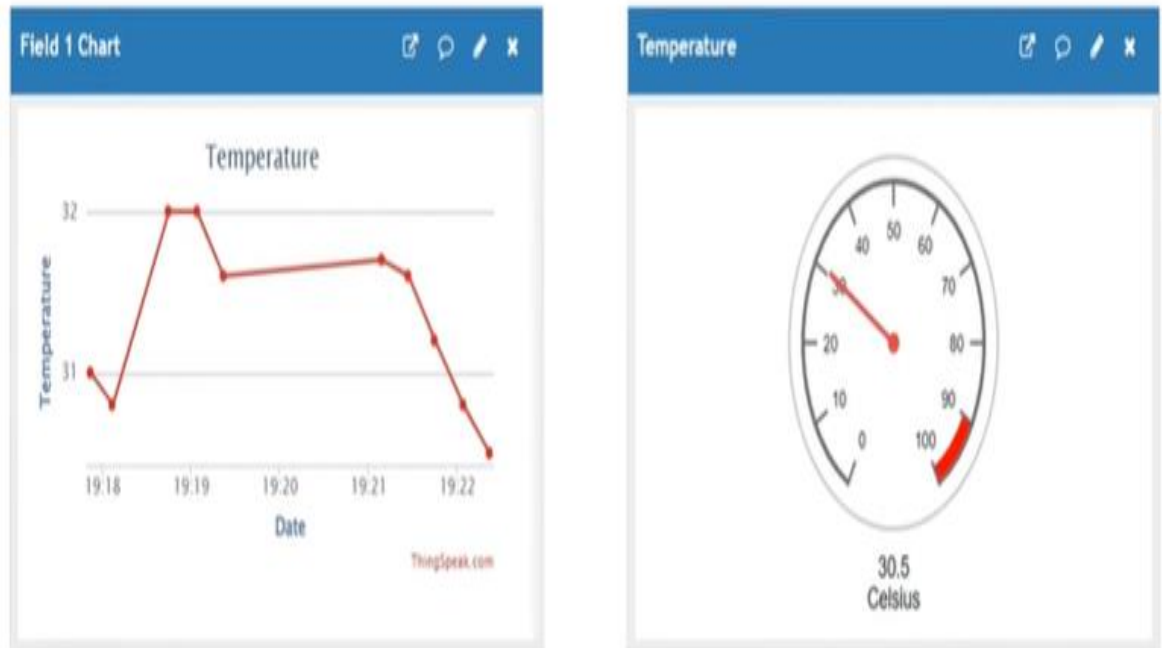 Field 1 Chart
Temperature
32
31
Temperature
19:18 19:19 19:20 19:21 19:22
Date
ThingSpeak.com
Temperature
0
10
20
30
40
50
60
70
80
90
100
30.5
Celsius